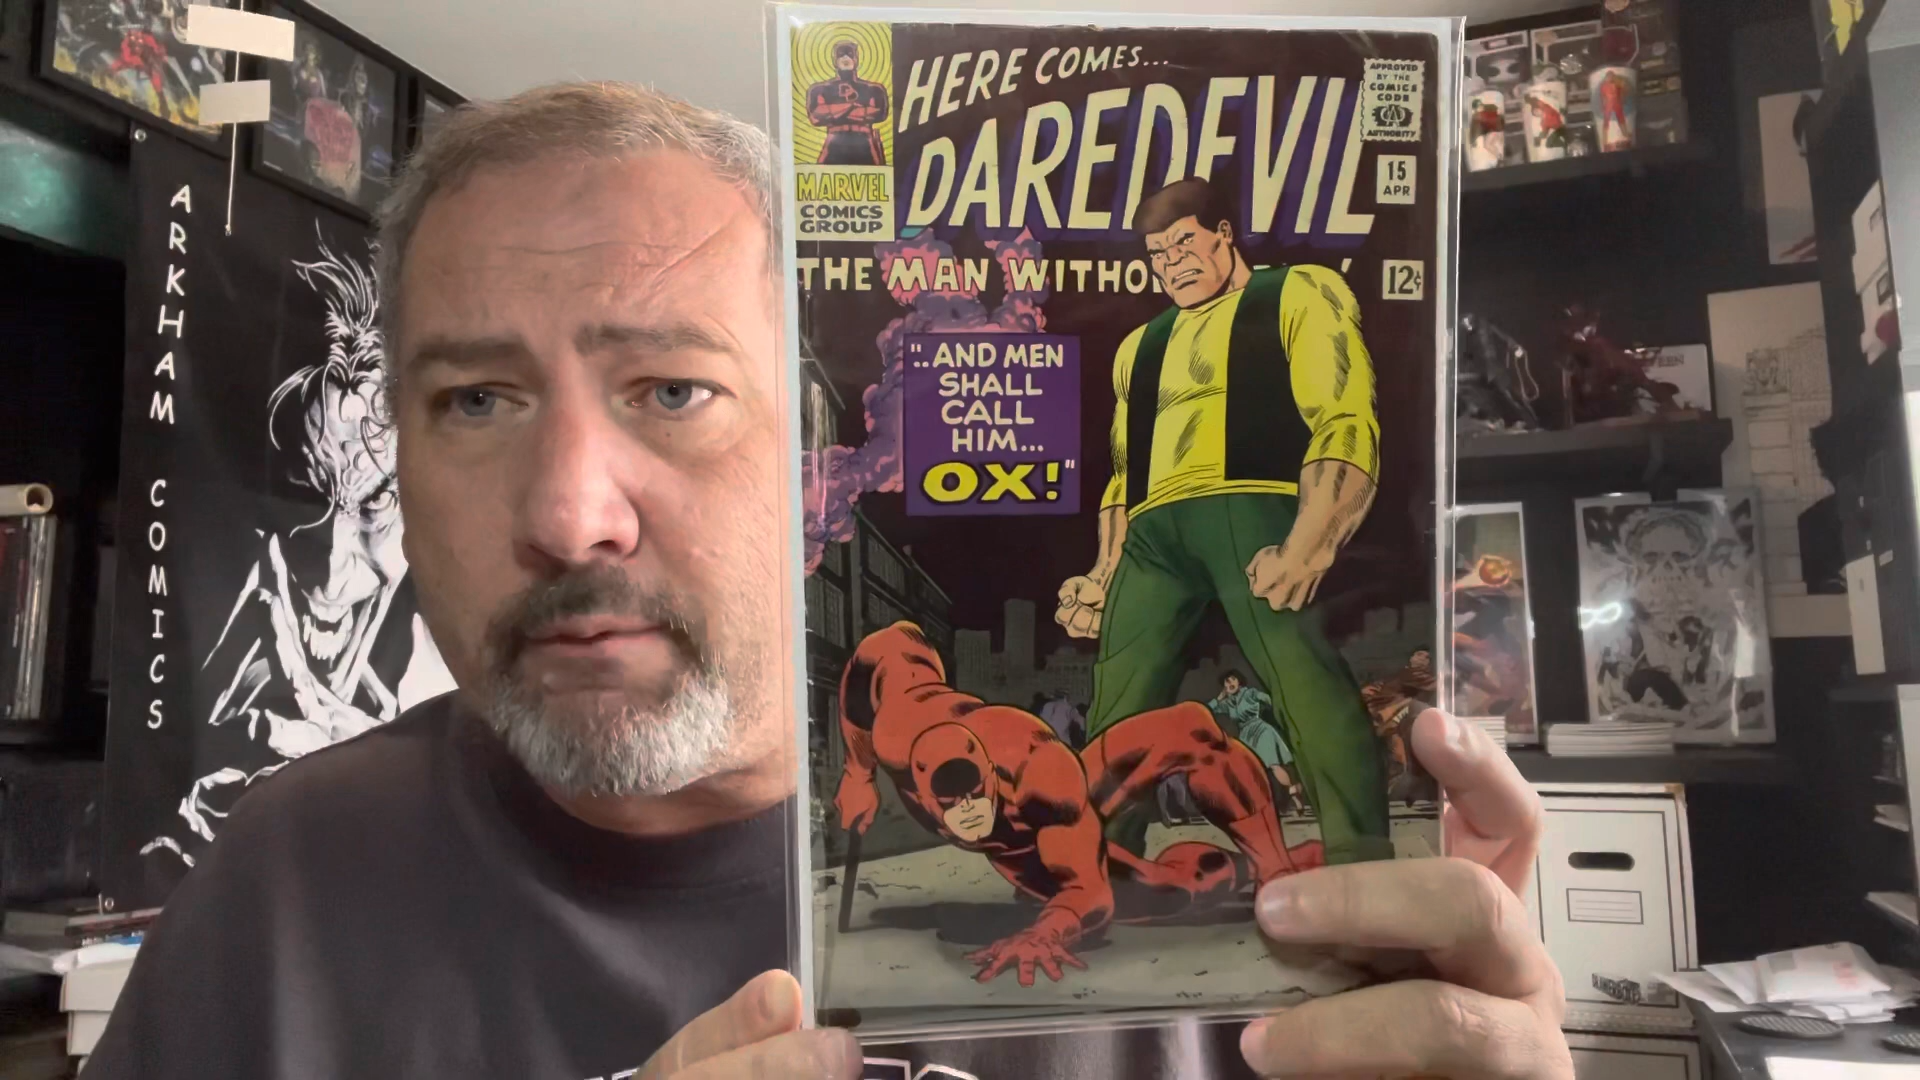 ARKHAM COMICS
HERE COMES...
DAREDEVIL
THE MAN WITHO
MARVEL
COMICS
GROUP
APPROVED
BY THE
COMICS
CODE
AUTHORITY
15
APR
12¢
"..AND MEN
SHALL
CALL
HIM...
OX!"